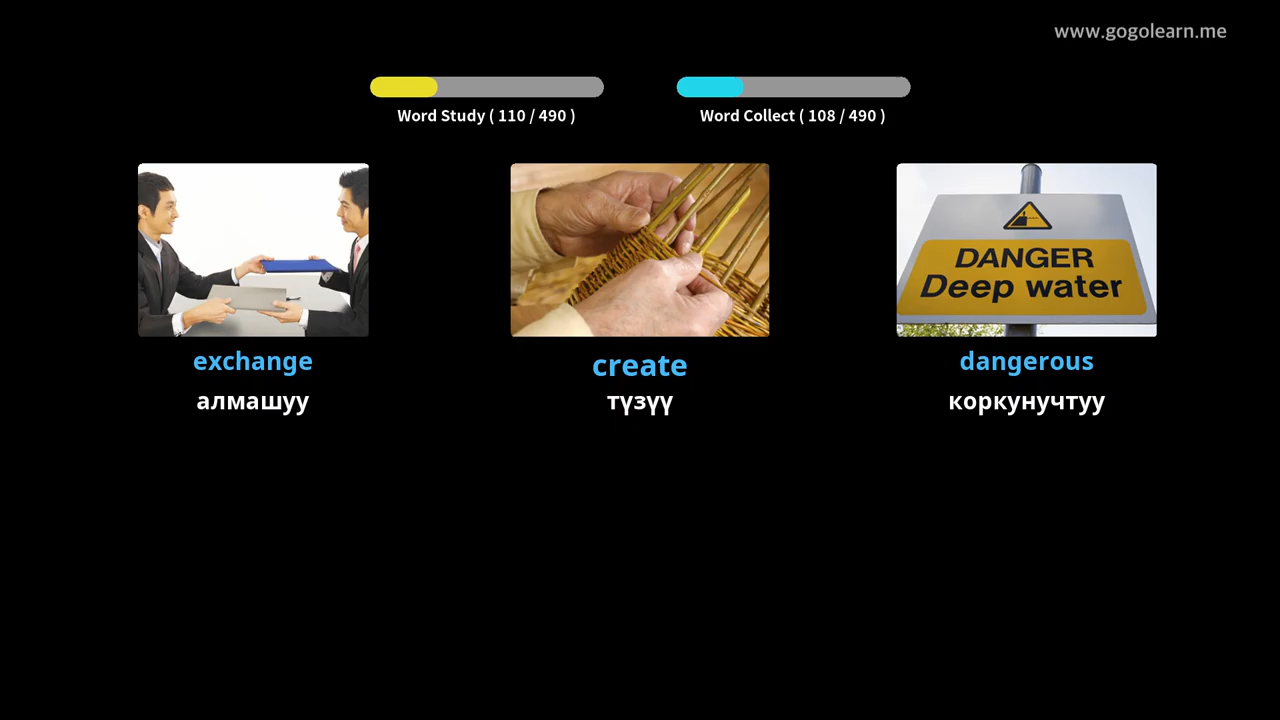 www.gogolearn.me
Word Study ( 110 / 490 )
Word Collect ( 108 / 490 )
DANGER
Deep water
exchange
create
dangerous
алмашуу
түзүү
коркунучтуу